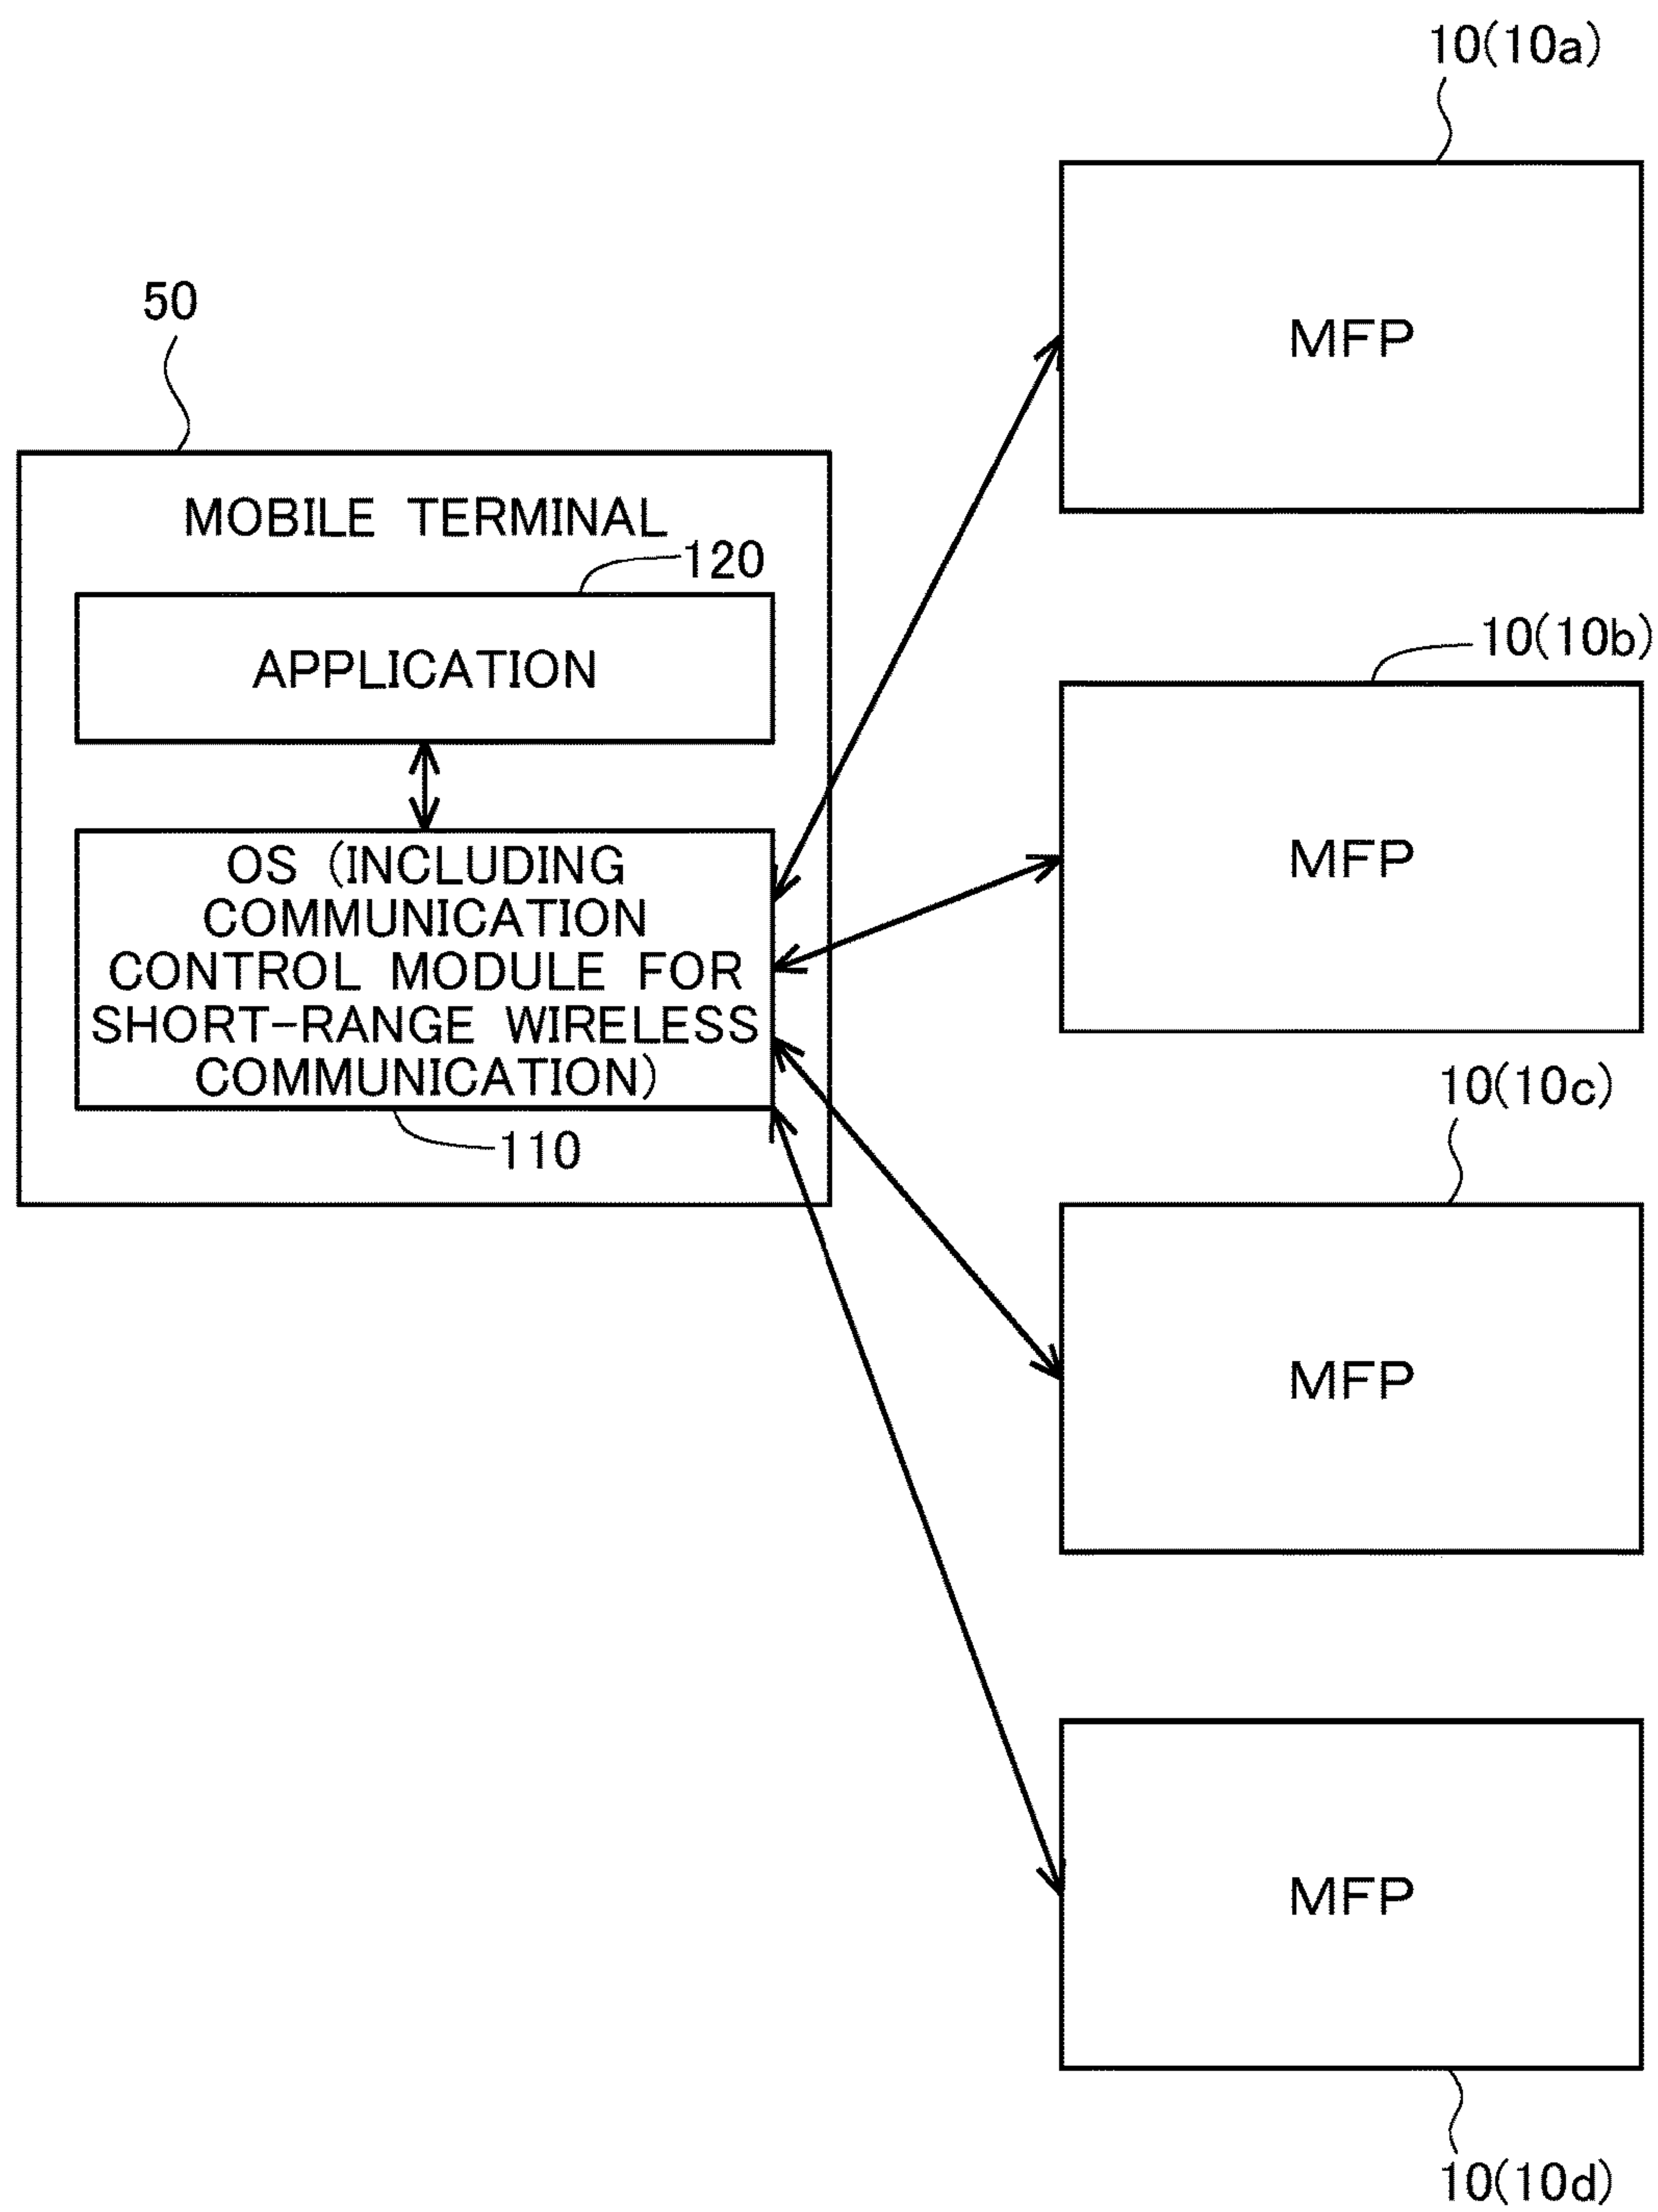 10(10a)
MFP
50
MOBILE TERMINAL
120
APPLICATION
10(10b)
MFP
OS (INCLUDING
COMMUNICATION
CONTROL MODULE FOR
SHORT-RANGE WIRELESS
COMMUNICATION)
110
10(10c)
MFP
MFP
10(10d)